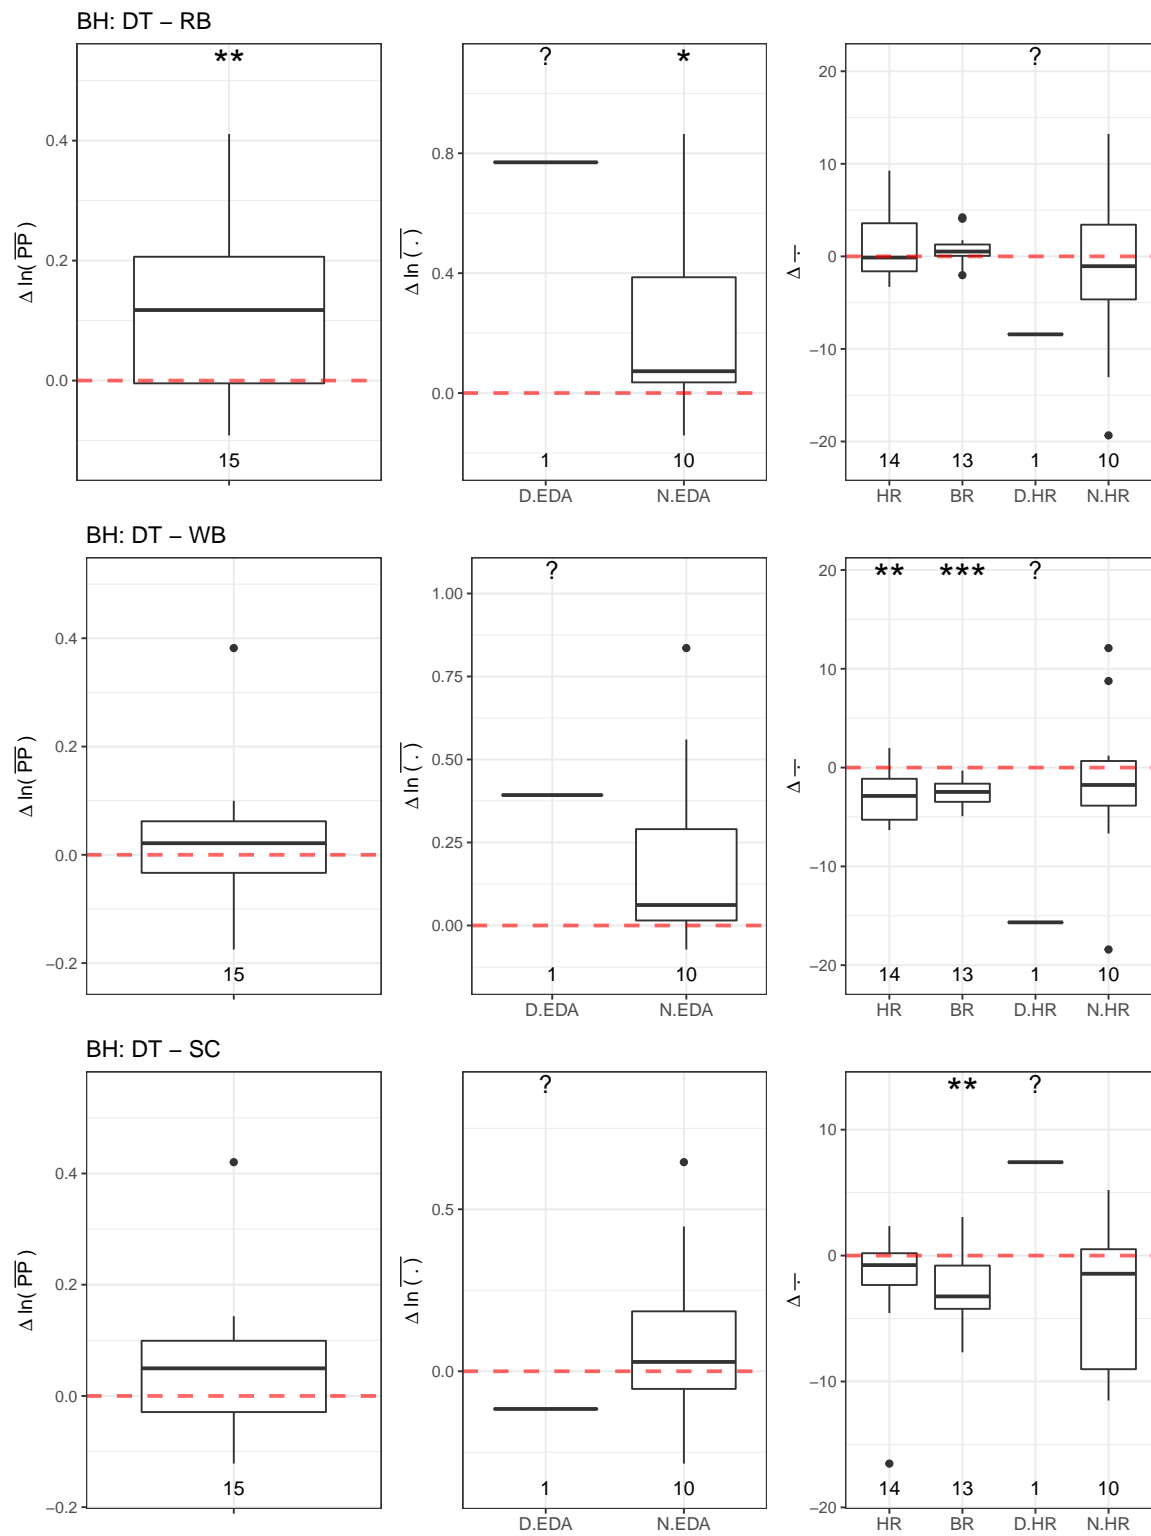 BH: DT – RB
** ? * ?
0.4
0.2
0.0
Δ ln( PP )
15
0.8
0.4
0.0
Δ ln ( . )
1 10
D.EDA N.EDA
20
10
0
−10
−20
Δ .
14 13 1 10
HR BR D.HR N.HR
BH: DT – WB
? ** *** ?
0.4
0.2
0.0
−0.2
Δ ln( PP )
15
1.00
0.75
0.50
0.25
0.00
Δ ln ( . )
1 10
D.EDA N.EDA
20
10
0
−10
−20
Δ .
14 13 1 10
HR BR D.HR N.HR
BH: DT – SC
? ** ?
0.4
0.2
0.0
−0.2
Δ ln( PP )
15
0.5
0.0
Δ ln ( . )
1 10
D.EDA N.EDA
10
0
−10
−20
Δ .
14 13 1 10
HR BR D.HR N.HR